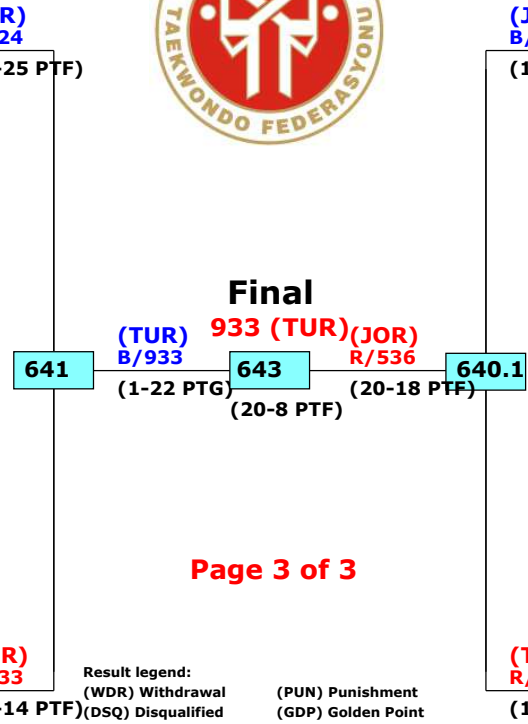 R)
24
-25 PTF)
(J
B/
(1
TAEKWONDO FEDERASYONU
Final
933 (TUR)
(TUR)
B/933
(JOR)
R/536
641
643
640.1
(1-22 PTG)
(20-18 PTF)
(20-8 PTF)
Page 3 of 3
R)
33
-14 PTF)
Result legend:
(WDR) Withdrawal
(PUN) Punishment
(DSQ) Disqualified
(GDP) Golden Point
(T
R/
(1